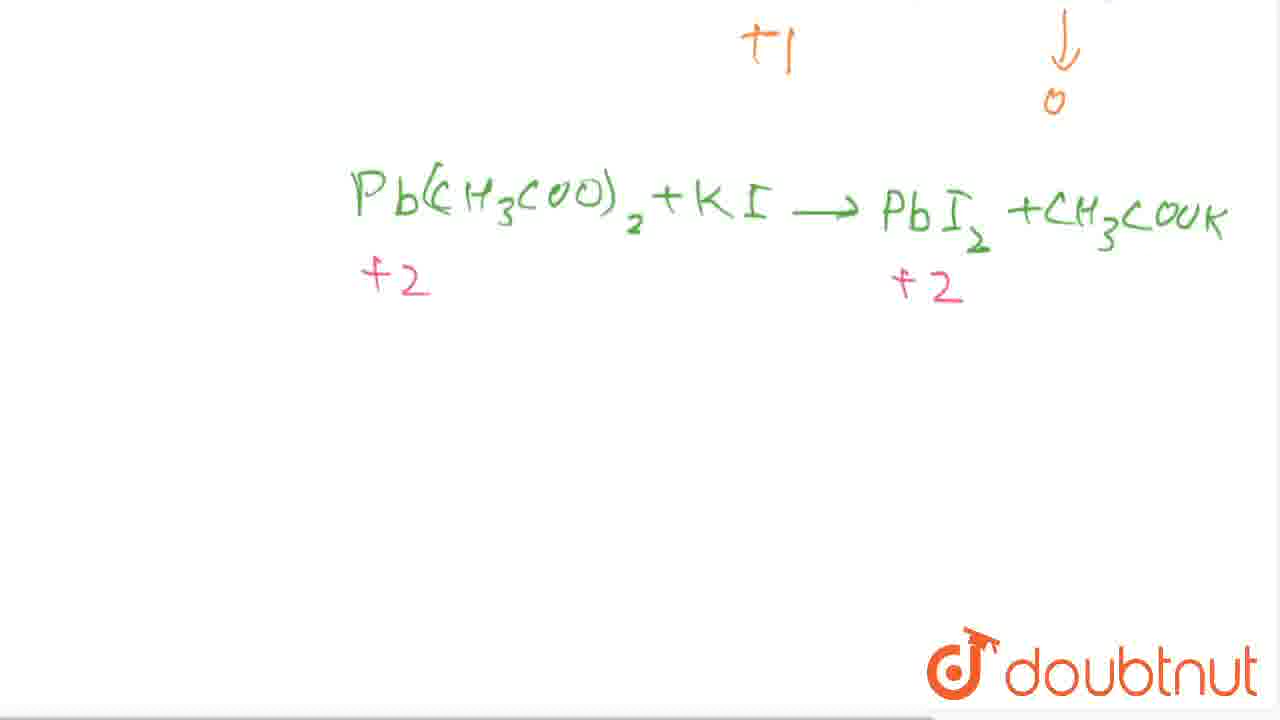 +1 ↓
0
Pb(CH₃COO)₂ + KI → PbI₂ + CH₃COOK
+2 +2
doubtnut